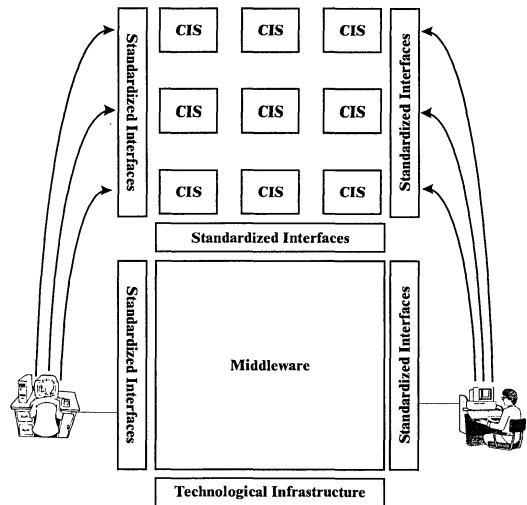 Standardized Interfaces
CIS CIS CIS
Standardized Interfaces
CIS CIS CIS
CIS CIS CIS
Standardized Interfaces
Standardized Interfaces
Middleware
Standardized Interfaces
Technological Infrastructure